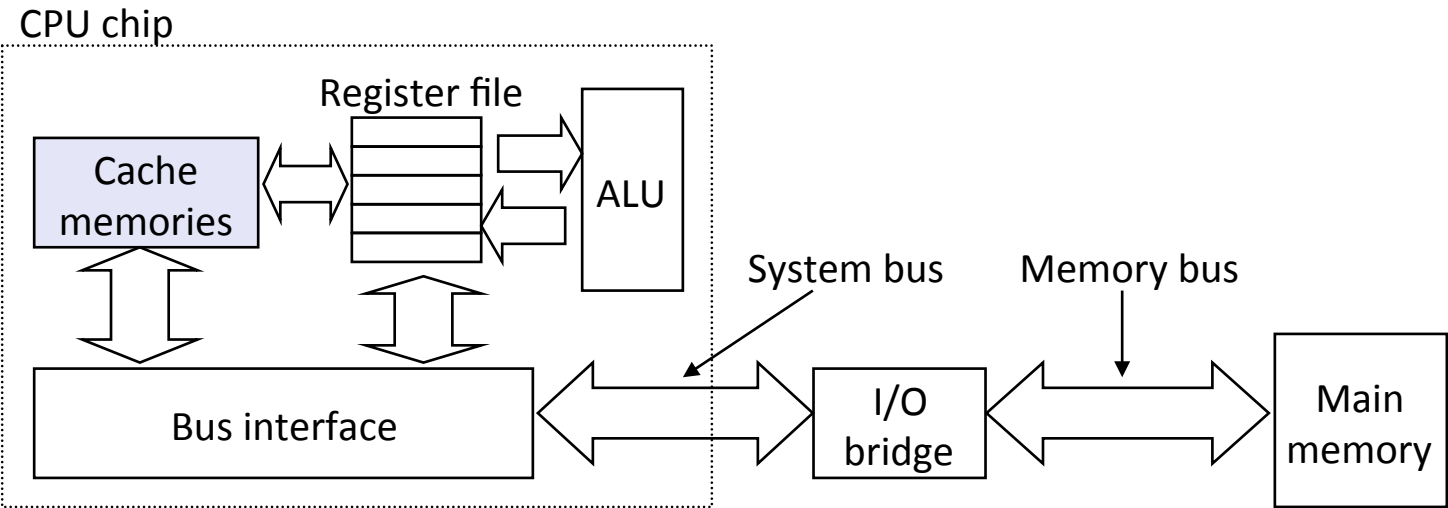 CPU chip
Register file
Cache
memories
ALU
System bus
Memory bus
Bus interface
I/O
bridge
Main
memory